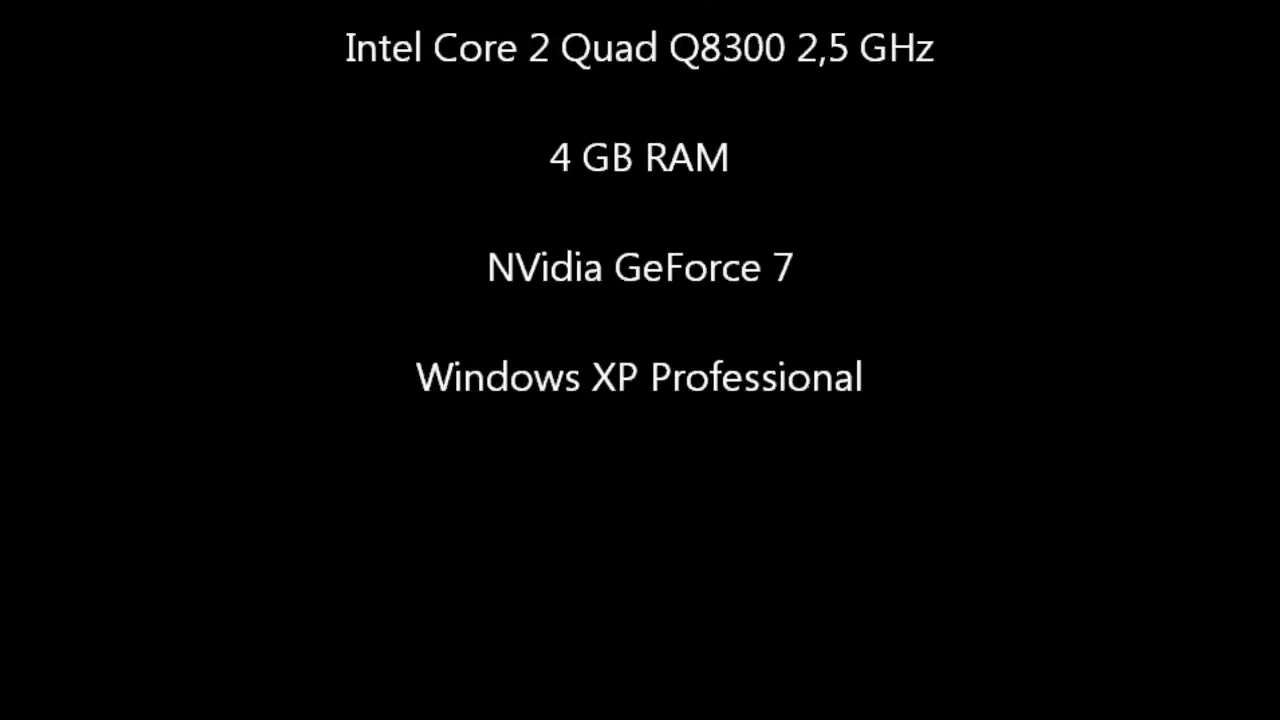 Intel Core 2 Quad Q8300 2,5 GHz
4 GB RAM
NVidia GeForce 7
Windows XP Professional